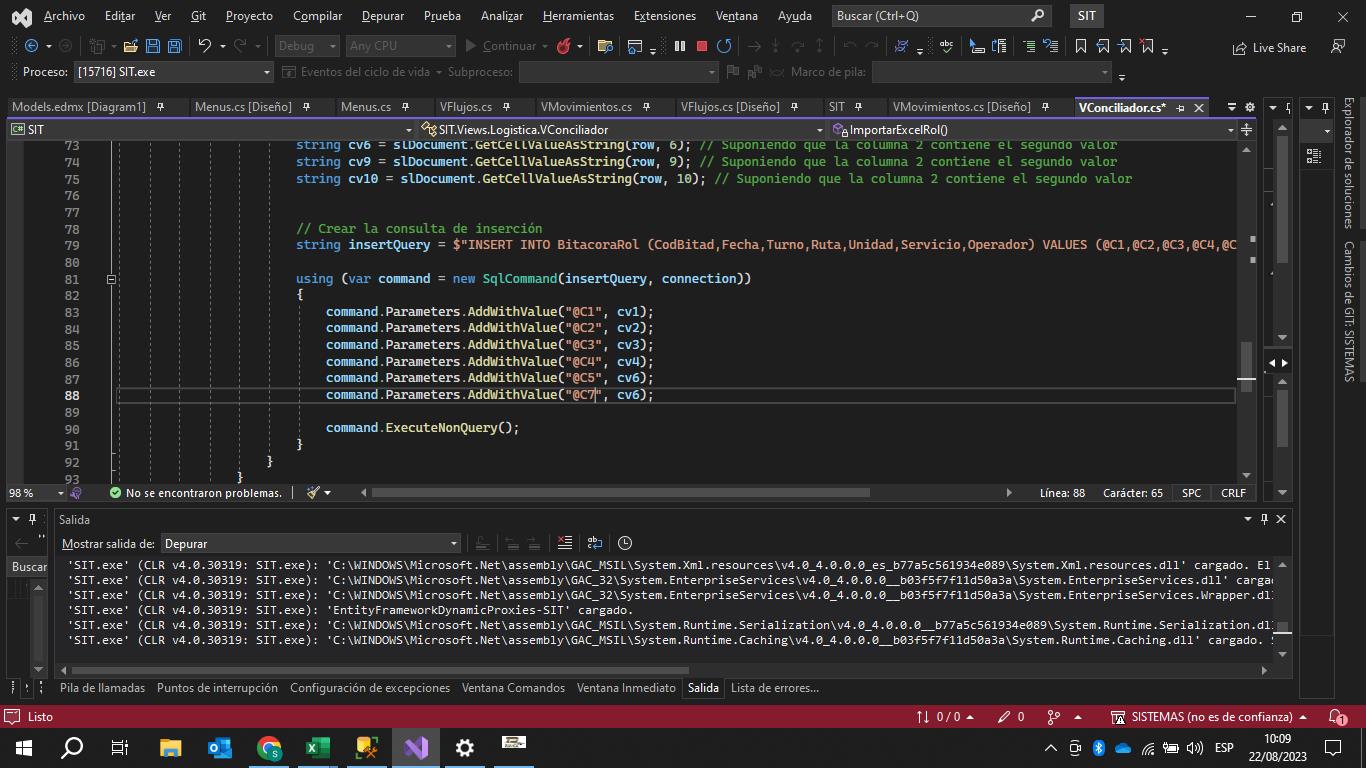 Archivo Editar Ver Git Proyecto Compilar Depurar Prueba Analizar Herramientas Extensiones Ventana Ayuda Buscar (Ctrl+Q) SIT
Debug Any CPU Continuar Live Share
Proceso: [15716] SIT.exe Eventos del ciclo de vida Subproceso: Marco de pila:
Models.edmx [Diagram1] Menus.cs [Diseño] Menus.cs VFlujos.cs VMovimientos.cs VFlujos.cs [Diseño] SIT VMovimientos.cs [Diseño] VConciliador.cs*
SIT SIT.Views.Logistica.VConciliador ImportarExcelRol()
73 string cv6 = slDocument.GetCellValueAsString(row, 6); // Suponiendo que la columna 2 contiene el segundo valor
74 string cv9 = slDocument.GetCellValueAsString(row, 9); // Suponiendo que la columna 2 contiene el segundo valor
75 string cv10 = slDocument.GetCellValueAsString(row, 10); // Suponiendo que la columna 2 contiene el segundo valor
76
77
78 // Crear la consulta de inserción
79 string insertQuery = $"INSERT INTO BitacoraRol (CodBitad,Fecha,Turno,Ruta,Unidad,Servicio,Operador) VALUES (@C1,@C2,@C3,@C4,@C
80
81 using (var command = new SqlCommand(insertQuery, connection))
82 {
83 command.Parameters.AddWithValue("@C1", cv1);
84 command.Parameters.AddWithValue("@C2", cv2);
85 command.Parameters.AddWithValue("@C3", cv3);
86 command.Parameters.AddWithValue("@C4", cv4);
87 command.Parameters.AddWithValue("@C5", cv6);
88 command.Parameters.AddWithValue("@C7", cv6);
89
90 command.ExecuteNonQuery();
91 }
92 }
93 }
98 % No se encontraron problemas. Línea: 88 Carácter: 65 SPC CRLF
Explorador de soluciones
Cambios de GIT: SISTEMAS
Salida
Mostrar salida de: Depurar
Buscar
'SIT.exe' (CLR v4.0.30319: SIT.exe): 'C:\WINDOWS\Microsoft.Net\assembly\GAC_MSIL\System.Xml.resources\v4.0_4.0.0.0_es_b77a5c561934e089\System.Xml.resources.dll' cargado. El
'SIT.exe' (CLR v4.0.30319: SIT.exe): 'C:\WINDOWS\Microsoft.Net\assembly\GAC_32\System.EnterpriseServices\v4.0_4.0.0.0__b03f5f7f11d50a3a\System.EnterpriseServices.dll' cargad
'SIT.exe' (CLR v4.0.30319: SIT.exe): 'C:\WINDOWS\Microsoft.Net\assembly\GAC_32\System.EnterpriseServices\v4.0_4.0.0.0__b03f5f7f11d50a3a\System.EnterpriseServices.Wrapper.dl
'SIT.exe' (CLR v4.0.30319: SIT.exe): 'EntityFrameworkDynamicProxies-SIT' cargado.
'SIT.exe' (CLR v4.0.30319: SIT.exe): 'C:\WINDOWS\Microsoft.Net\assembly\GAC_MSIL\System.Runtime.Serialization\v4.0_4.0.0.0__b77a5c561934e089\System.Runtime.Serialization.dl
'SIT.exe' (CLR v4.0.30319: SIT.exe): 'C:\WINDOWS\Microsoft.Net\assembly\GAC_MSIL\System.Runtime.Caching\v4.0_4.0.0.0__b03f5f7f11d50a3a\System.Runtime.Caching.dll' cargado.
Pila de llamadas Puntos de interrupción Configuración de excepciones Ventana Comandos Ventana Inmediato Salida Lista de errores...
Listo 0 / 0 0 SISTEMAS (no es de confianza) 1
ESP 10:09
22/08/2023